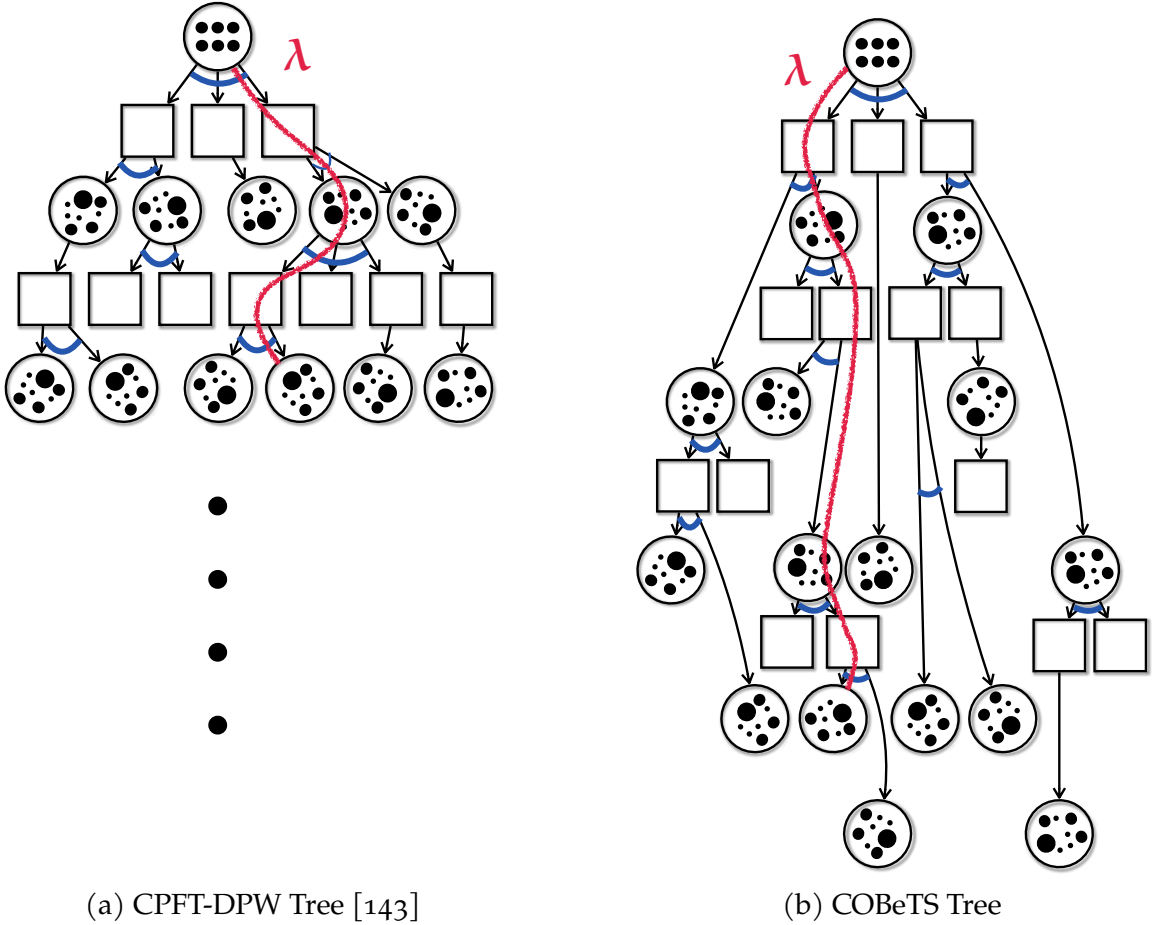 λ
λ
(a) CPFT-DPW Tree [143]
(b) COBeTS Tree